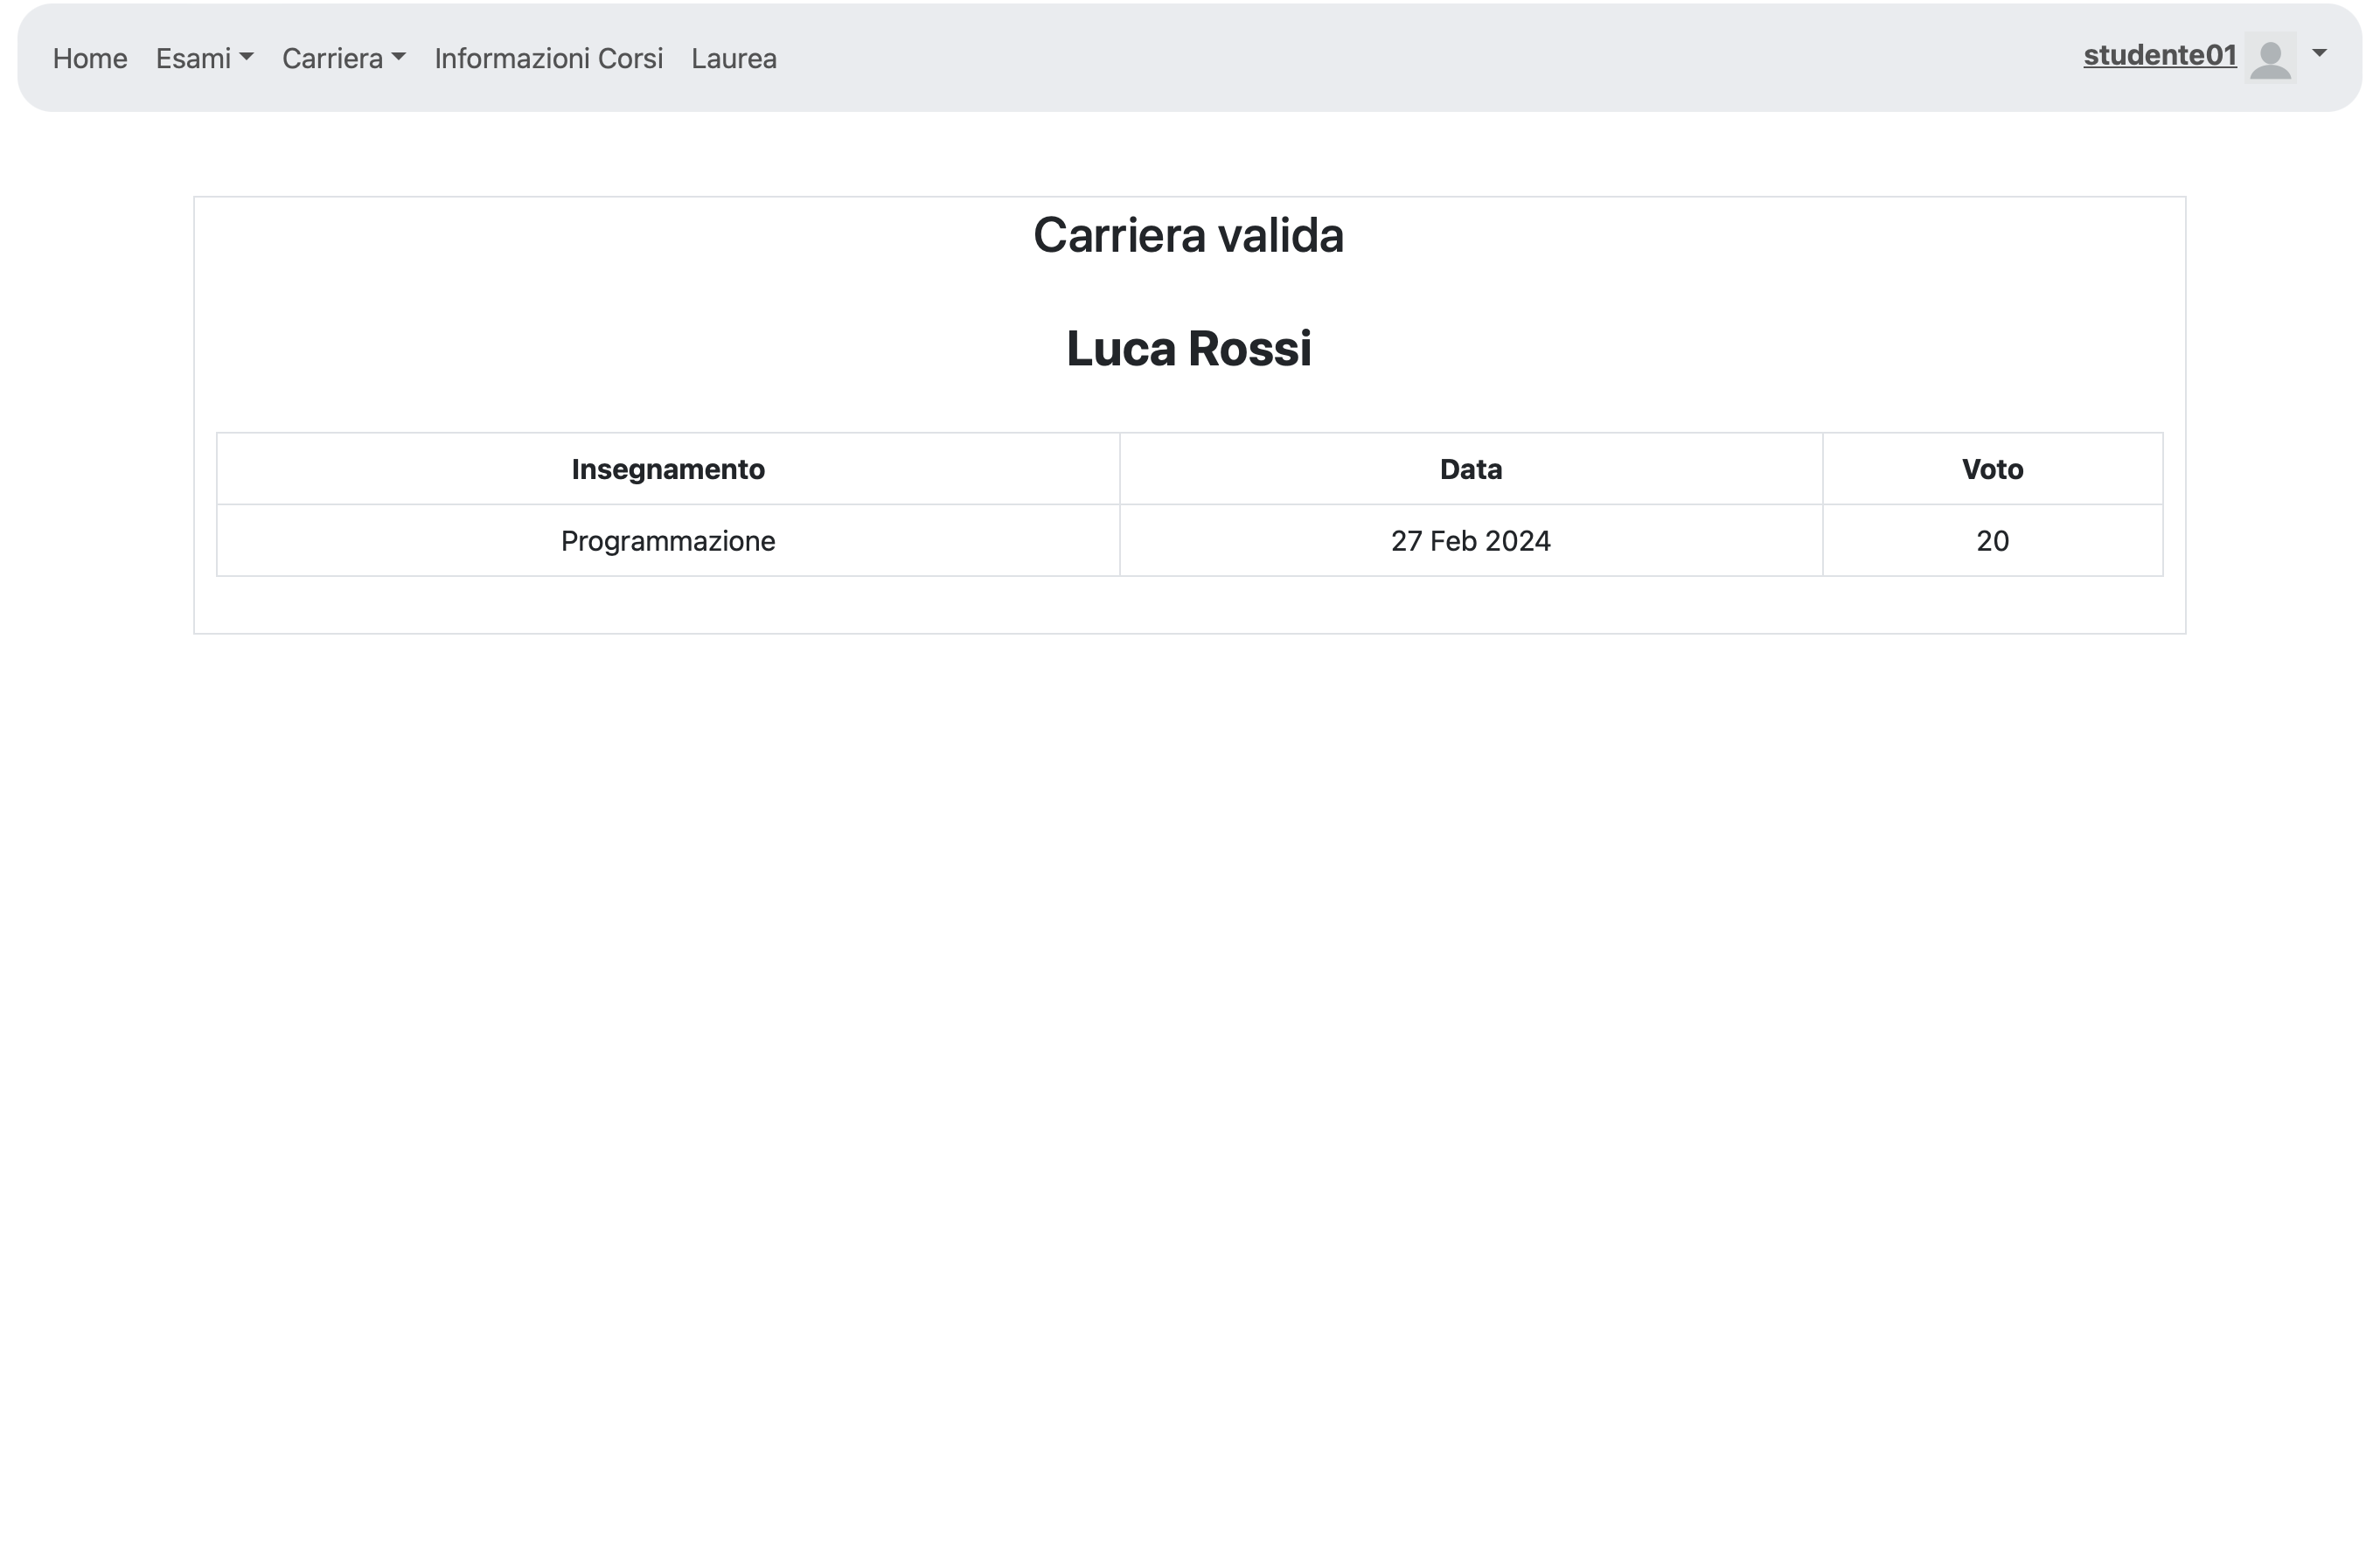 Home Esami Carriera Informazioni Corsi Laurea studente01
Carriera valida
Luca Rossi
Insegnamento Data Voto
Programmazione 27 Feb 2024 20